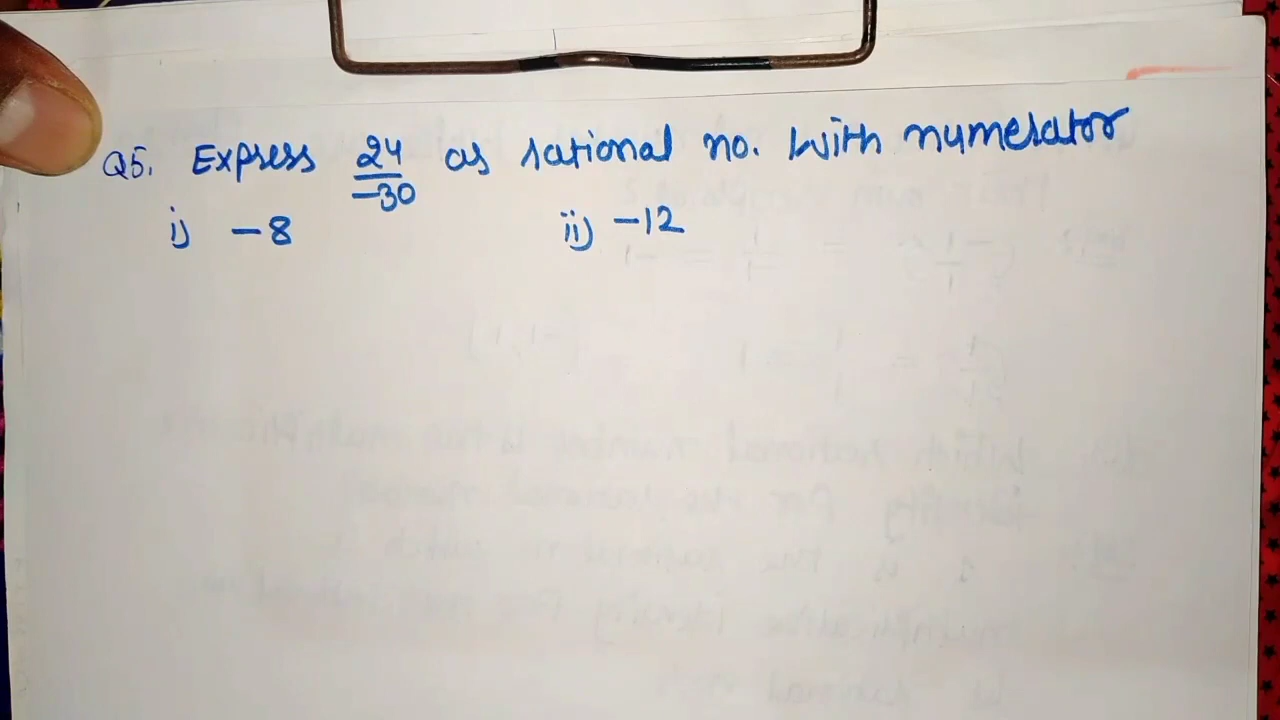 Q5. Express 24/-30 as rational no. with numerator
i) -8 ii) -12